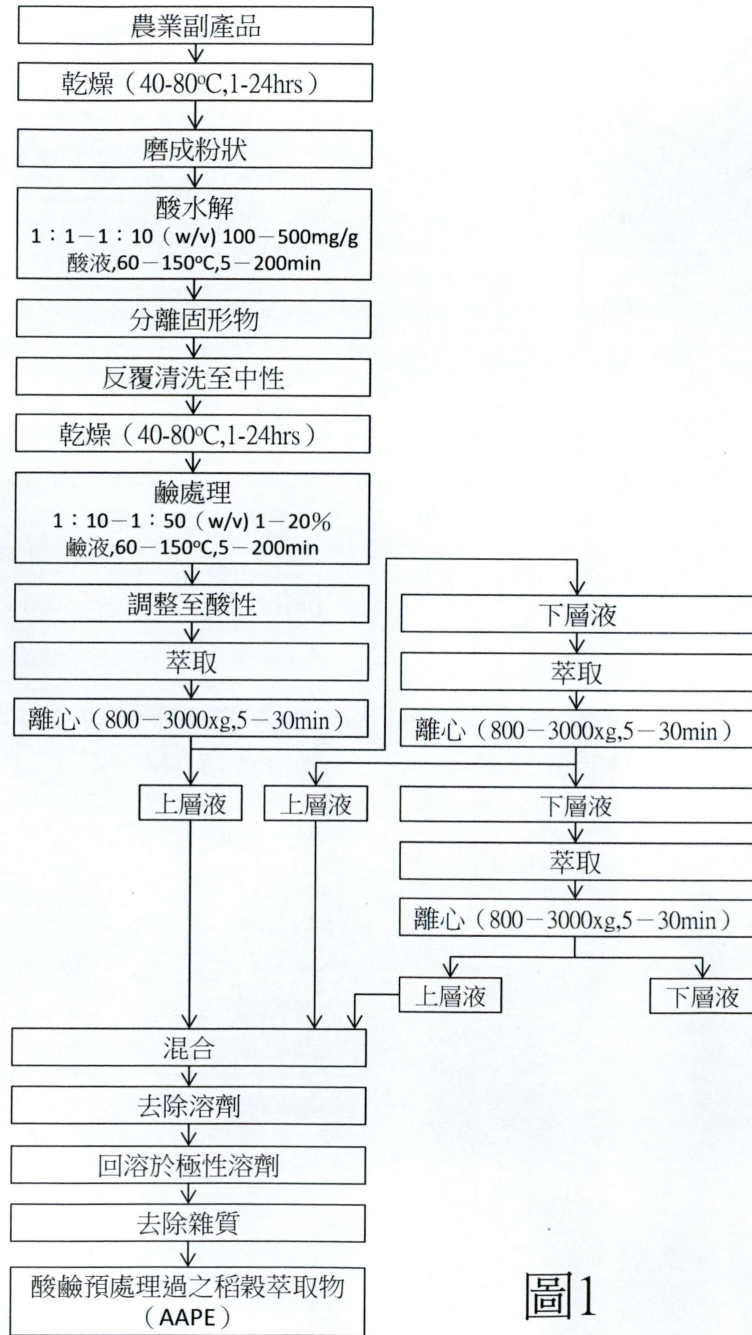 農業副產品
乾燥（40-80ºC,1-24hrs）
磨成粉狀
酸水解
1：1－1：10（w/v) 100－500mg/g
酸液,60－150ºC,5－200min
分離固形物
反覆清洗至中性
乾燥（40-80ºC,1-24hrs）
鹼處理
1：10－1：50（w/v) 1－20%
鹼液,60－150ºC,5－200min
調整至酸性
萃取
離心（800－3000xg,5－30min）
下層液
萃取
離心（800－3000xg,5－30min）
上層液
上層液
下層液
萃取
離心（800－3000xg,5－30min）
上層液
下層液
混合
去除溶劑
回溶於極性溶劑
去除雜質
酸鹼預處理過之稻穀萃取物
（AAPE）
圖1